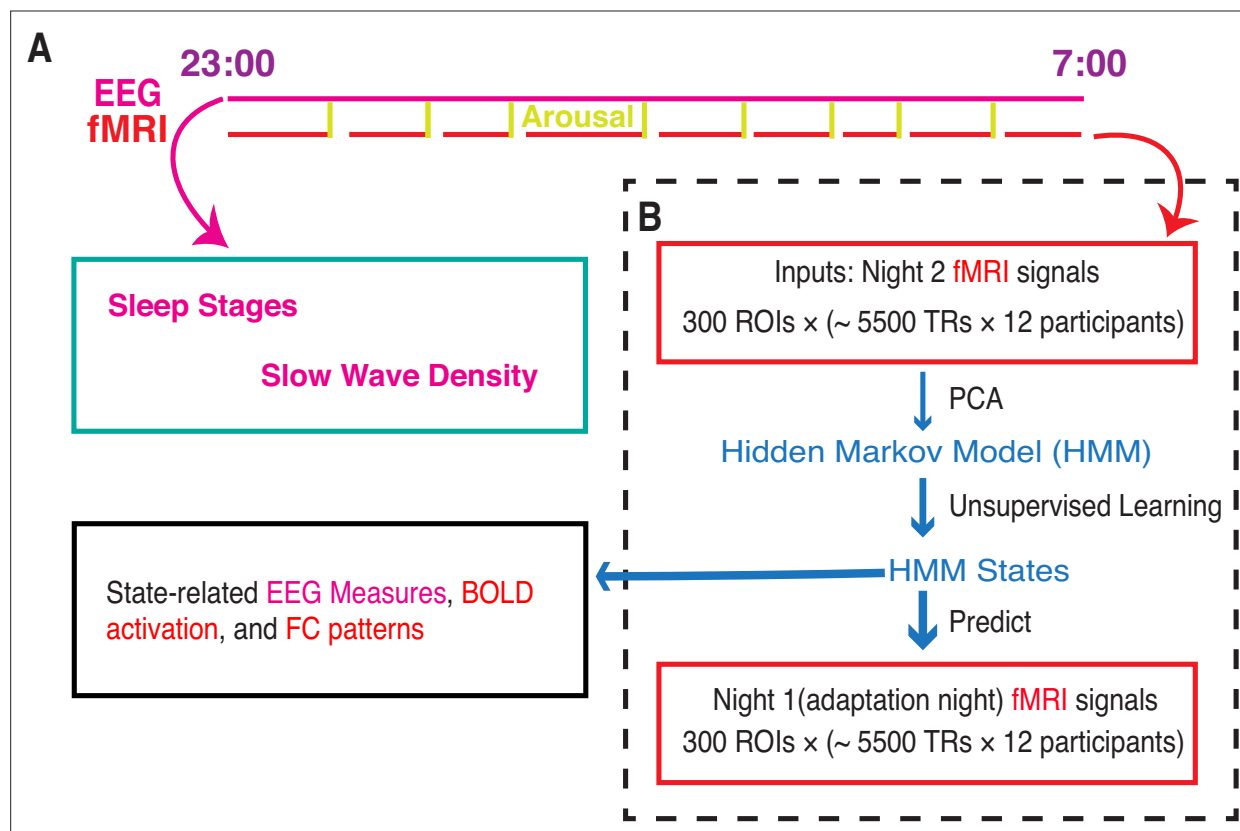 A
23:00
7:00
EEG
fMRI
Arousal
Sleep Stages
Slow Wave Density
B
Inputs: Night 2 fMRI signals
300 ROIs × (~ 5500 TRs × 12 participants)
PCA
Hidden Markov Model (HMM)
Unsupervised Learning
HMM States
Predict
Night 1(adaptation night) fMRI signals
300 ROIs × (~ 5500 TRs × 12 participants)
State-related EEG Measures, BOLD
activation, and FC patterns